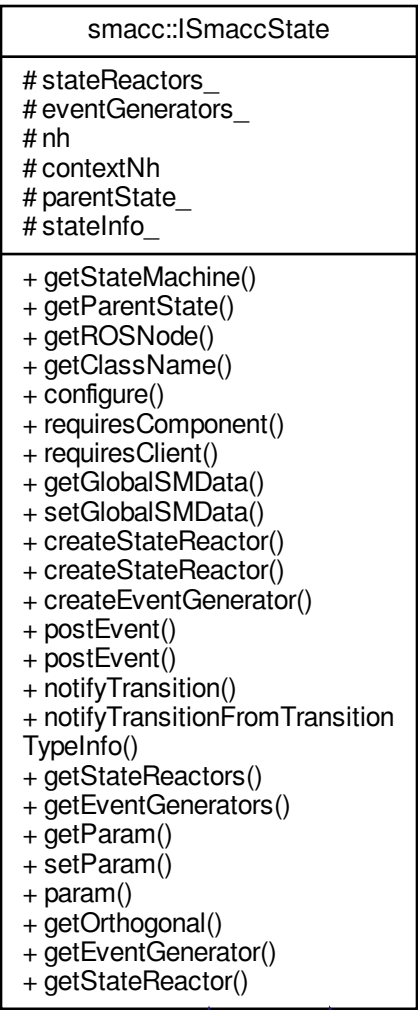 smacc::ISmaccState
# stateReactors_
# eventGenerators_
# nh
# contextNh
# parentState_
# stateInfo_
+ getStateMachine()
+ getParentState()
+ getROSNode()
+ getClassName()
+ configure()
+ requiresComponent()
+ requiresClient()
+ getGlobalSMData()
+ setGlobalSMData()
+ createStateReactor()
+ createStateReactor()
+ createEventGenerator()
+ postEvent()
+ postEvent()
+ notifyTransition()
+ notifyTransitionFromTransition
TypeInfo()
+ getStateReactors()
+ getEventGenerators()
+ getParam()
+ setParam()
+ param()
+ getOrthogonal()
+ getEventGenerator()
+ getStateReactor()